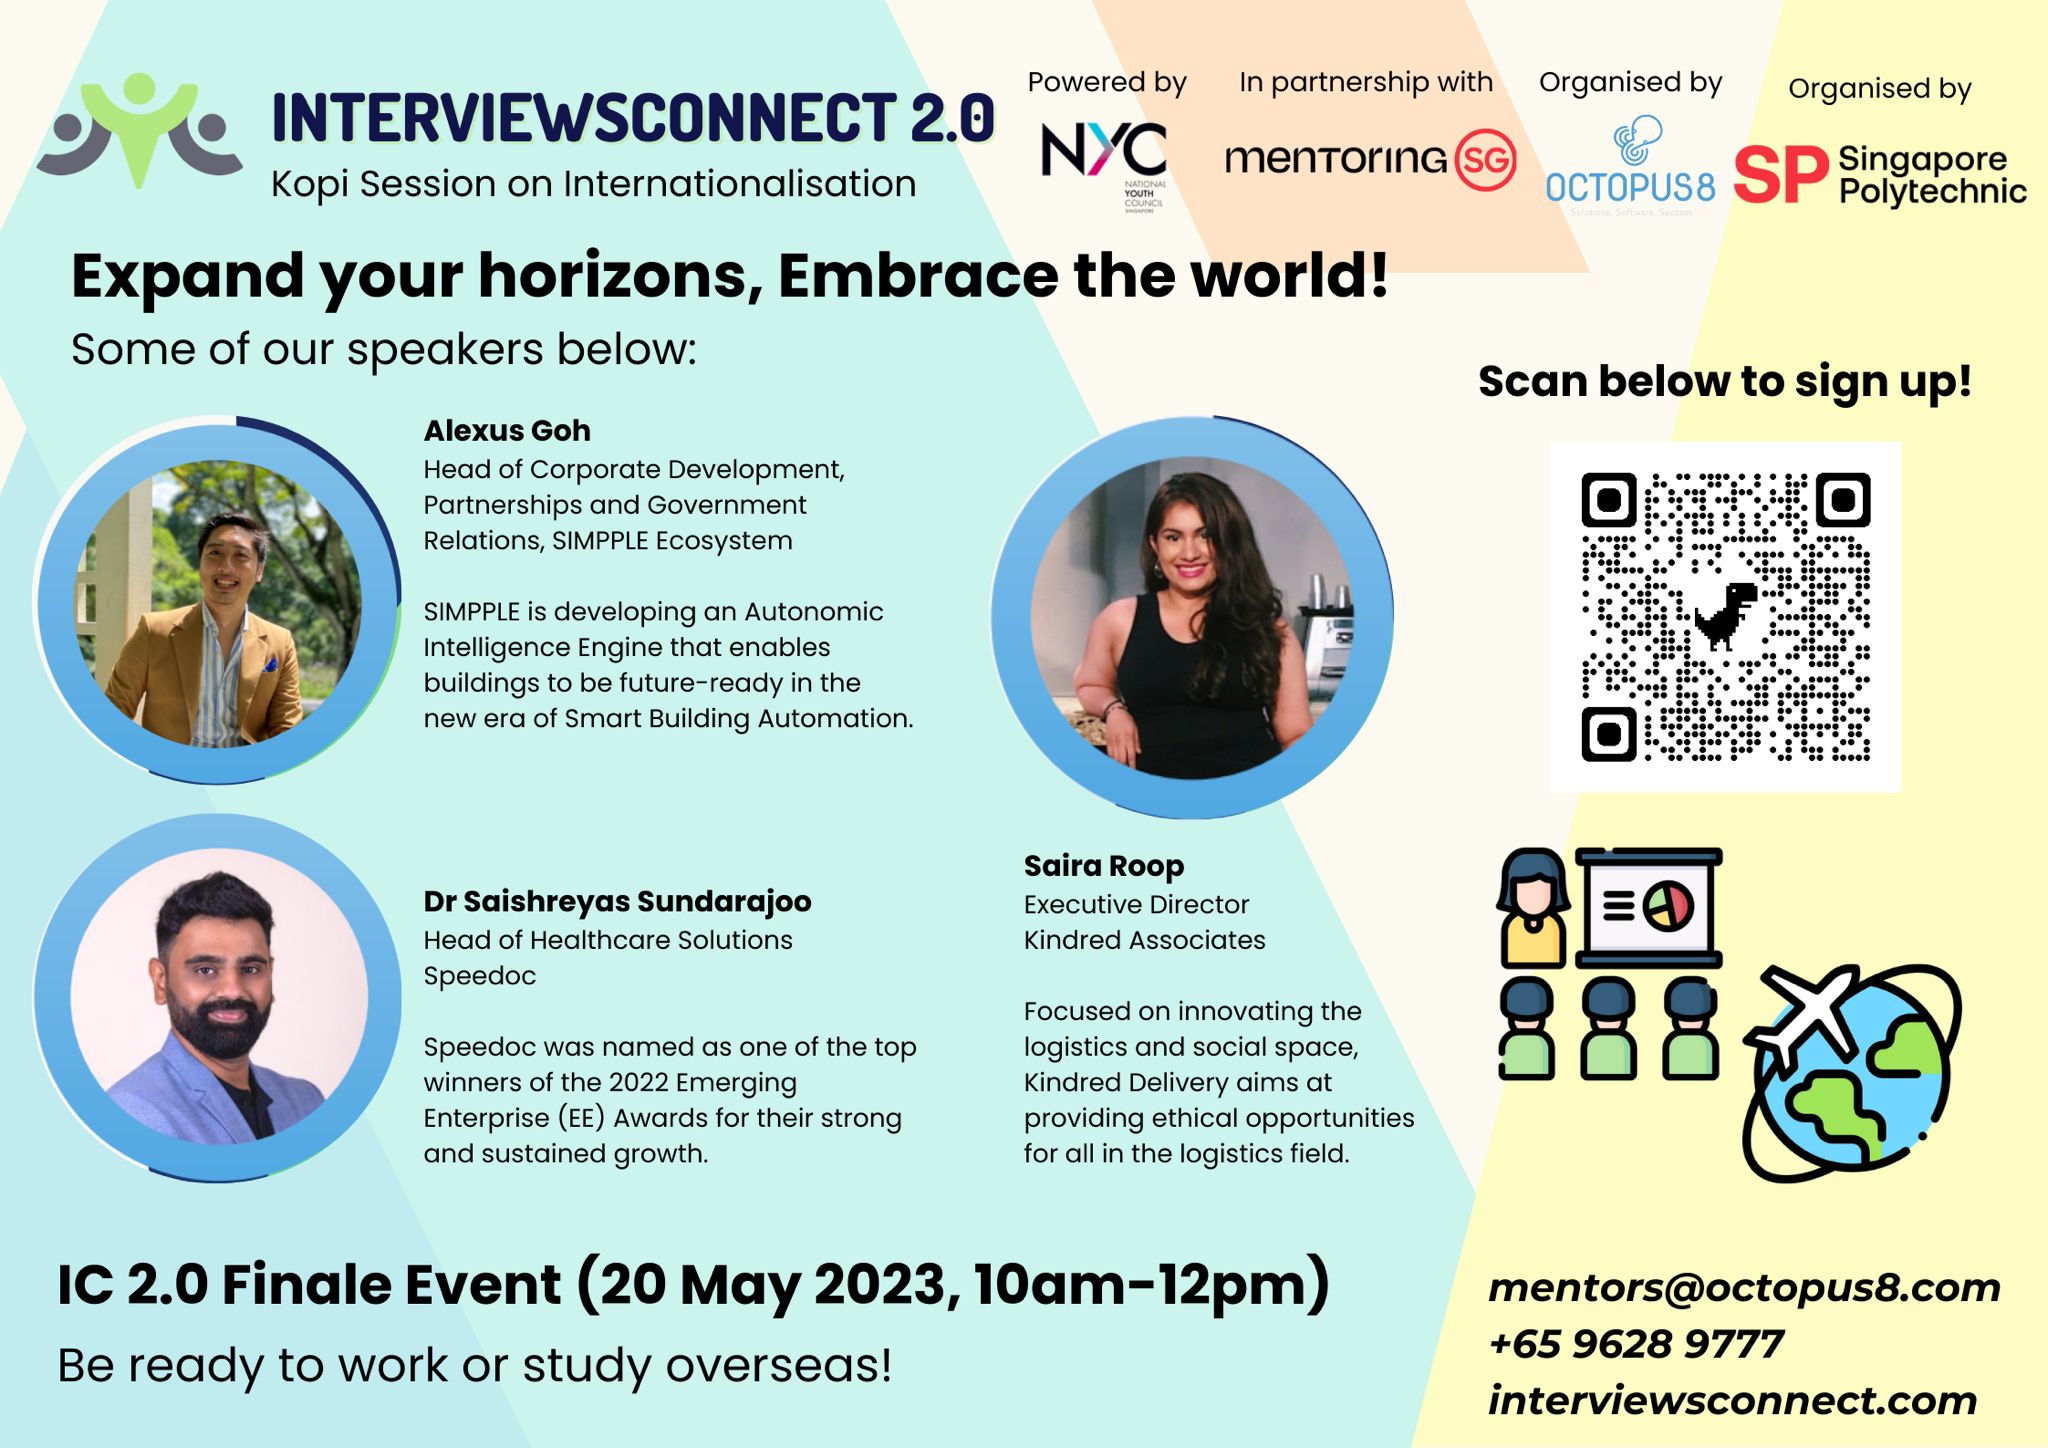 INTERVIEWSCONNECT 2.0
Kopi Session on Internationalisation
Powered by
NYC
NATIONAL
YOUTH
COUNCIL
SINGAPORE
In partnership with
mentoring SG
Organised by
OCTOPUS8
Solutions. Software. Success
Organised by
SP Singapore
Polytechnic
Expand your horizons, Embrace the world!
Some of our speakers below:
Alexus Goh
Head of Corporate Development,
Partnerships and Government
Relations, SIMPPLE Ecosystem
SIMPPLE is developing an Autonomic
Intelligence Engine that enables
buildings to be future-ready in the
new era of Smart Building Automation.
Dr Saishreyas Sundarajoo
Head of Healthcare Solutions
Speedoc
Speedoc was named as one of the top
winners of the 2022 Emerging
Enterprise (EE) Awards for their strong
and sustained growth.
Saira Roop
Executive Director
Kindred Associates
Focused on innovating the
logistics and social space,
Kindred Delivery aims at
providing ethical opportunities
for all in the logistics field.
Scan below to sign up!
IC 2.0 Finale Event (20 May 2023, 10am-12pm)
Be ready to work or study overseas!
mentors@octopus8.com
+65 9628 9777
interviewsconnect.com